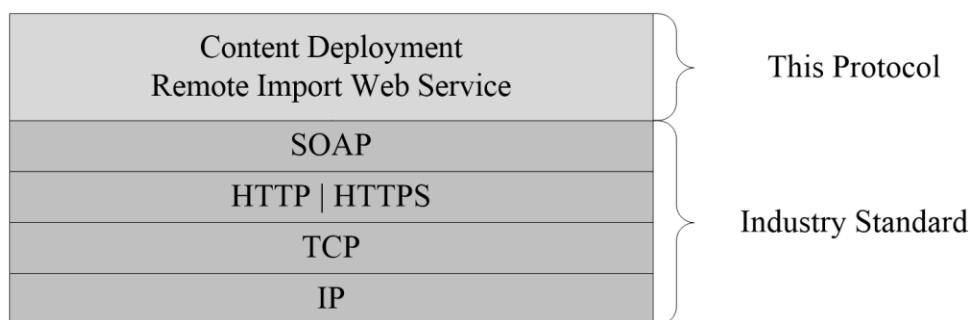 Content Deployment
Remote Import Web Service
This Protocol
SOAP
HTTP | HTTPS
TCP
IP
Industry Standard